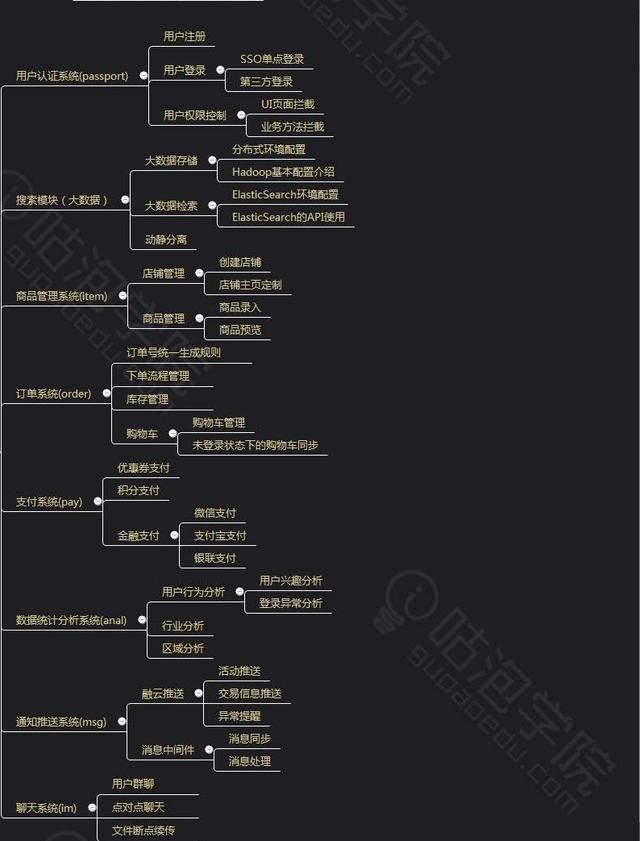 用户认证系统(passport)
用户注册
用户登录
SSO单点登录
第三方登录
用户权限控制
UI页面拦截
业务方法拦截
搜索模块（大数据）
大数据存储
分布式环境配置
Hadoop基本配置介绍
大数据检索
ElasticSearch环境配置
ElasticSearch的API使用
动静分离
商品管理系统(item)
店铺管理
创建店铺
店铺主页定制
商品管理
商品录入
商品预览
订单系统(order)
订单号统一生成规则
下单流程管理
库存管理
购物车
购物车管理
未登录状态下的购物车同步
支付系统(pay)
优惠券支付
积分支付
金融支付
微信支付
支付宝支付
银联支付
数据统计分析系统(anal)
用户行为分析
用户兴趣分析
登录异常分析
行业分析
区域分析
通知推送系统(msg)
融云推送
活动推送
交易信息推送
异常提醒
消息中间件
消息同步
消息处理
聊天系统(im)
用户群聊
点对点聊天
文件断点续传
咕泡学院
gupaoedu.com